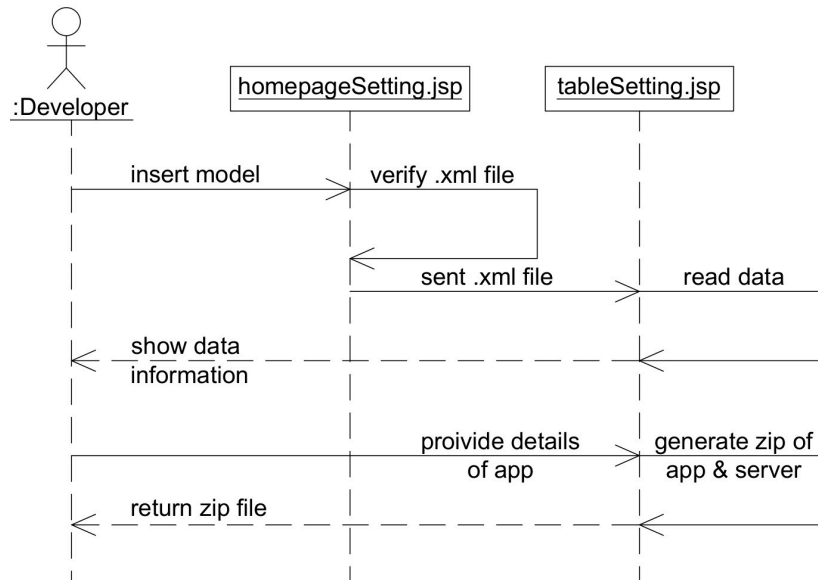 :Developer
homepageSetting.jsp
tableSetting.jsp
insert model
verify .xml file
sent .xml file
read data
show data
information
proivide details
of app
generate zip of
app & server
return zip file